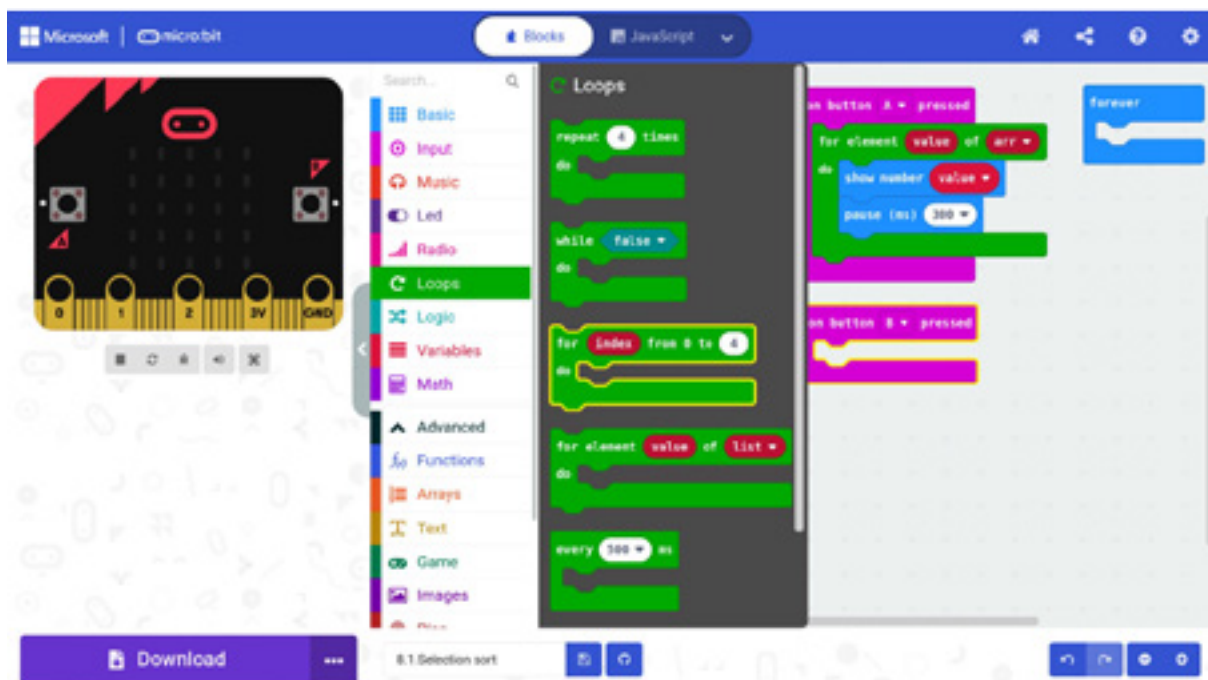 Microsoft | micro:bit
Blocks
JavaScript
Search...
Basic
Input
Music
Led
Radio
Loops
Logic
Variables
Math
Advanced
Functions
Arrays
Text
Game
Images
Loops
repeat 4 times
do
while false
do
for index from 0 to 4
do
for element value of list
do
every 500 ms
on button A pressed
for element value of arr
do
show number value
pause (ms) 300
on button B pressed
forever
A
B
0 1 2 3V GND
Download
8.1.Selection sort